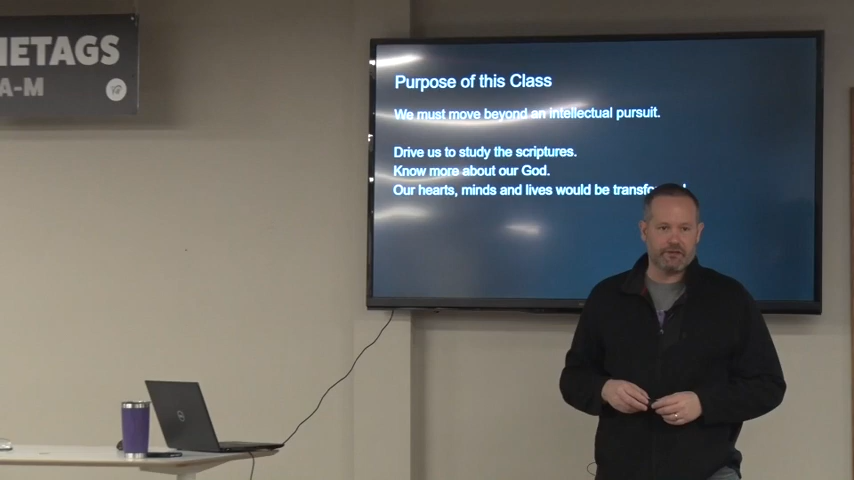 ETAGS
A-M
Purpose of this Class
We must move beyond an intellectual pursuit.
Drive us to study the scriptures.
Know more about our God.
Our hearts, minds and lives would be